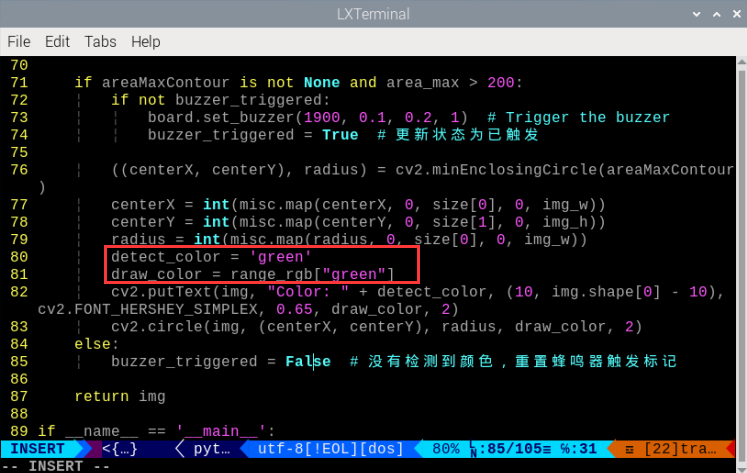 LXTerminal
File Edit Tabs Help
70
71 if areaMaxContour is not None and area_max > 200:
72 if not buzzer_triggered:
73 board.set_buzzer(1900, 0.1, 0.2, 1) # Trigger the buzzer
74 buzzer_triggered = True # 更新状态为已触发
75
76 ((centerX, centerY), radius) = cv2.minEnclosingCircle(areaMaxContour
)
77 centerX = int(misc.map(centerX, 0, size[0], 0, img_w))
78 centerY = int(misc.map(centerY, 0, size[1], 0, img_h))
79 radius = int(misc.map(radius, 0, size[0], 0, img_w))
80 detect_color = 'green'
81 draw_color = range_rgb["green"]
82 cv2.putText(img, "Color: " + detect_color, (10, img.shape[0] - 10),
cv2.FONT_HERSHEY_SIMPLEX, 0.65, draw_color, 2)
83 cv2.circle(img, (centerX, centerY), radius, draw_color, 2)
84 else:
85 buzzer_triggered = False # 没有检测到颜色，重置蜂鸣器触发标记
86
87 return img
88
89 if __name__ == '__main__':
INSERT <{…} pyt… utf-8[!EOL][dos] 80% ␤:85/105≡ ℅:31 ≡ [22]tra…
-- INSERT --